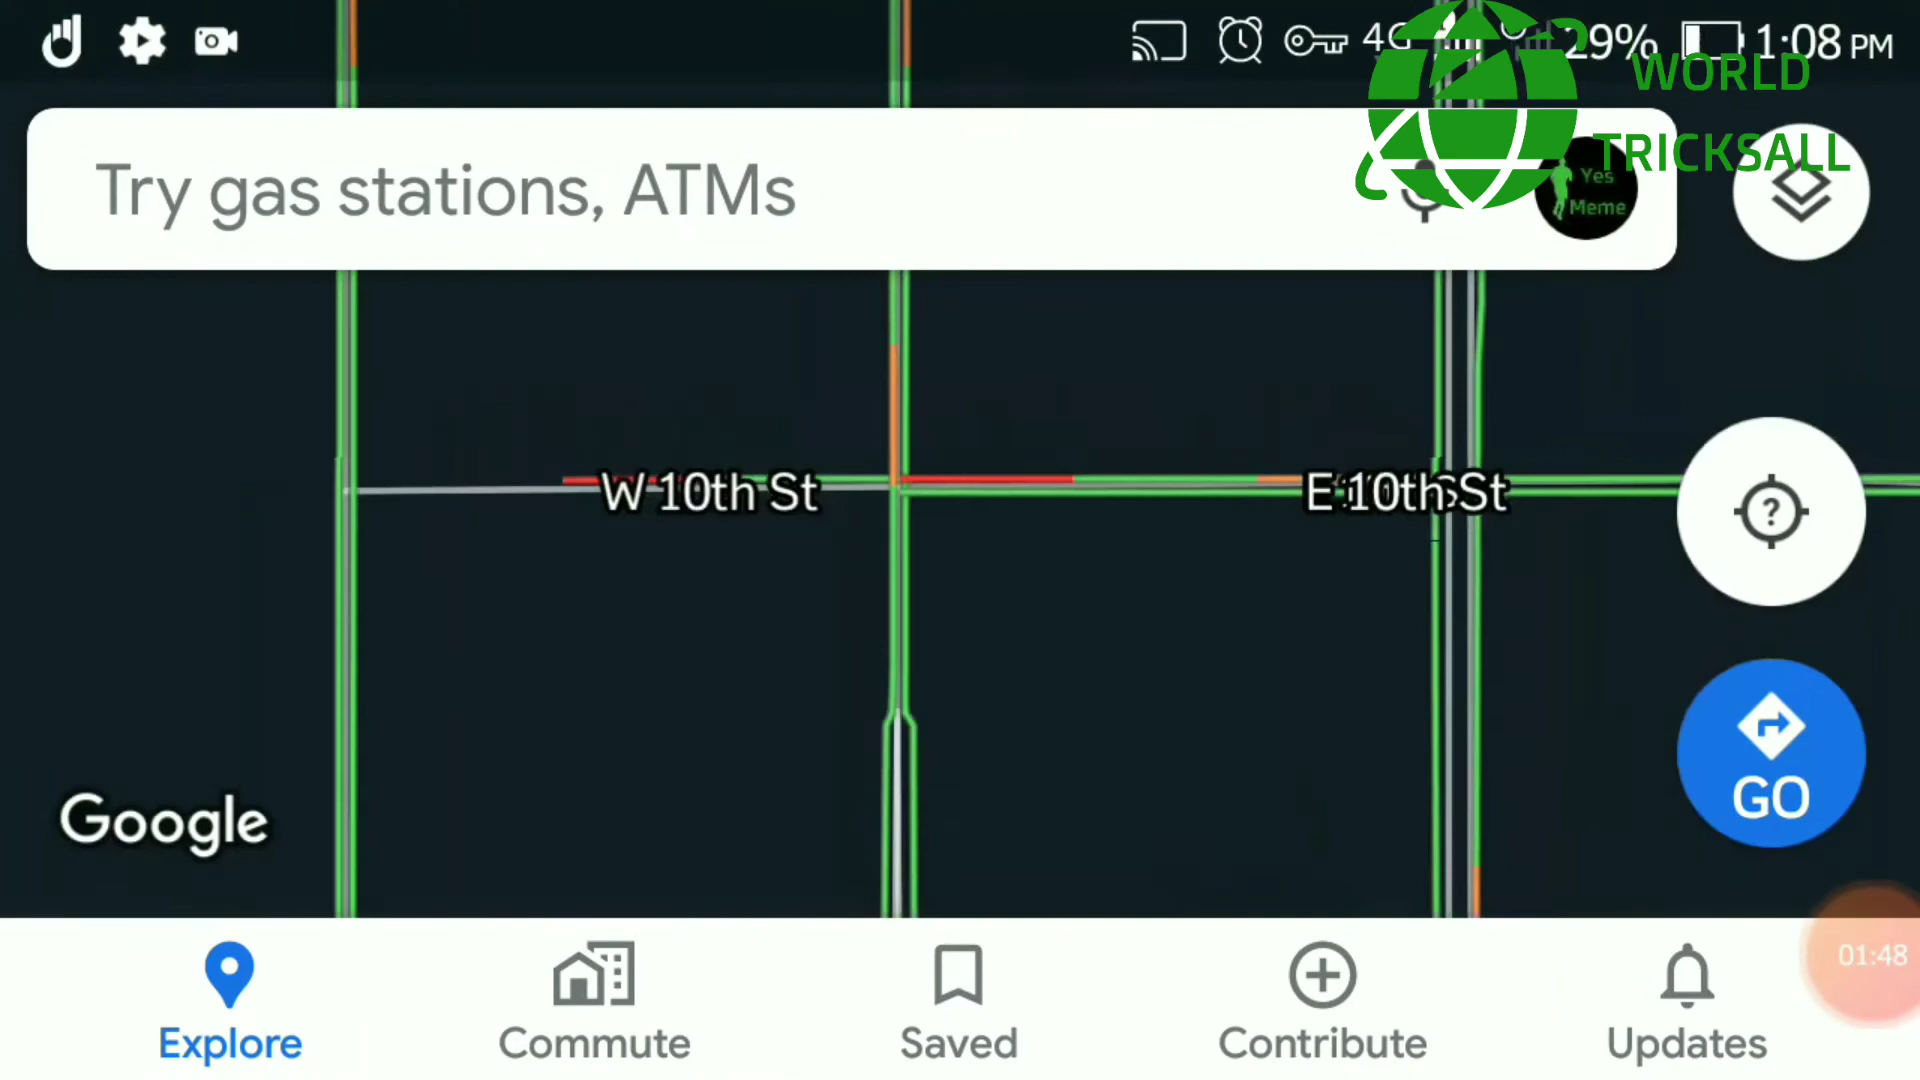 4G 29% 1:08 PM
WORLD
TRICKSALL
Try gas stations, ATMs
Yes
Meme
W 10th St
E 10th St
GO
Google
01:48
Explore
Commute
Saved
Contribute
Updates